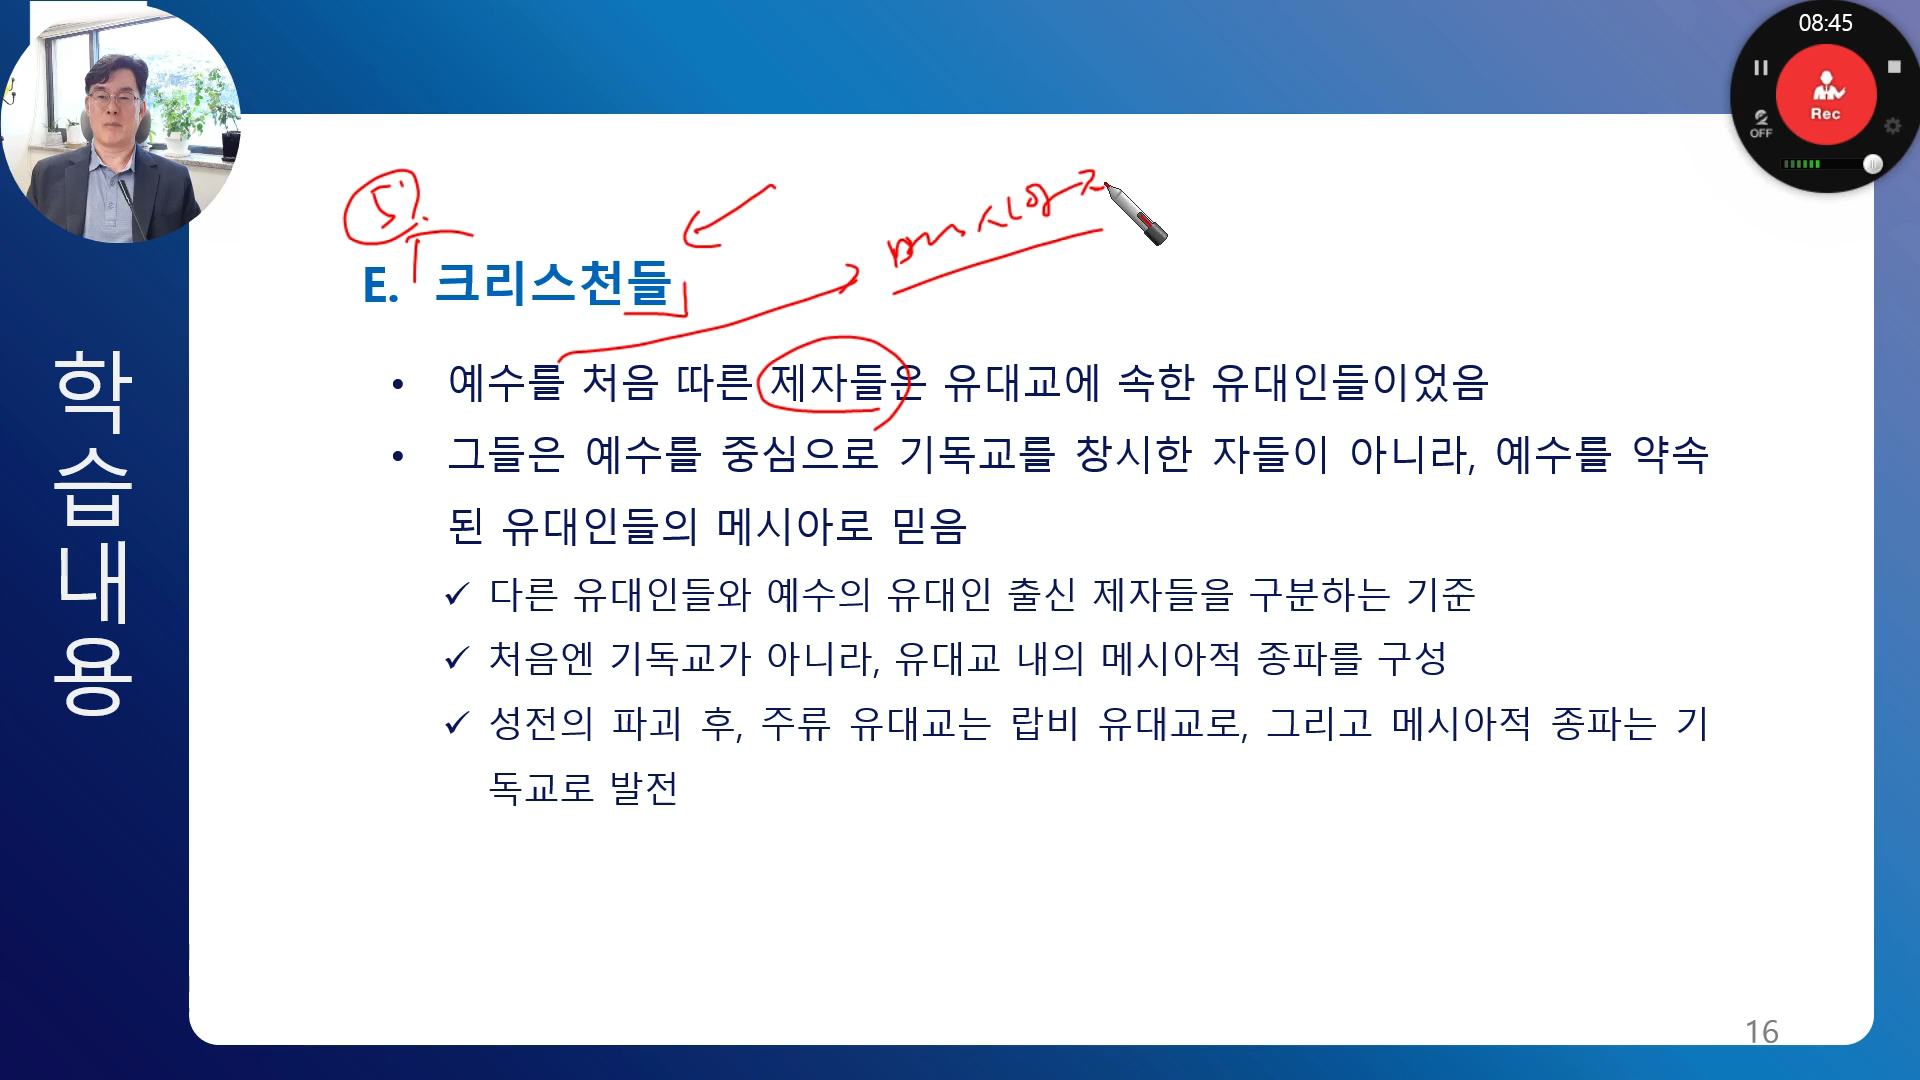 08:45
Rec
OFF
학습내용
5%
E. 크리스천들
• 예수를 처음 따른 제자들은 유대교에 속한 유대인들이었음
• 그들은 예수를 중심으로 기독교를 창시한 자들이 아니라, 예수를 약속
된 유대인들의 메시아로 믿음
✓ 다른 유대인들와 예수의 유대인 출신 제자들을 구분하는 기준
✓ 처음엔 기독교가 아니라, 유대교 내의 메시아적 종파를 구성
✓ 성전의 파괴 후, 주류 유대교는 랍비 유대교로, 그리고 메시아적 종파는 기
독교로 발전
16